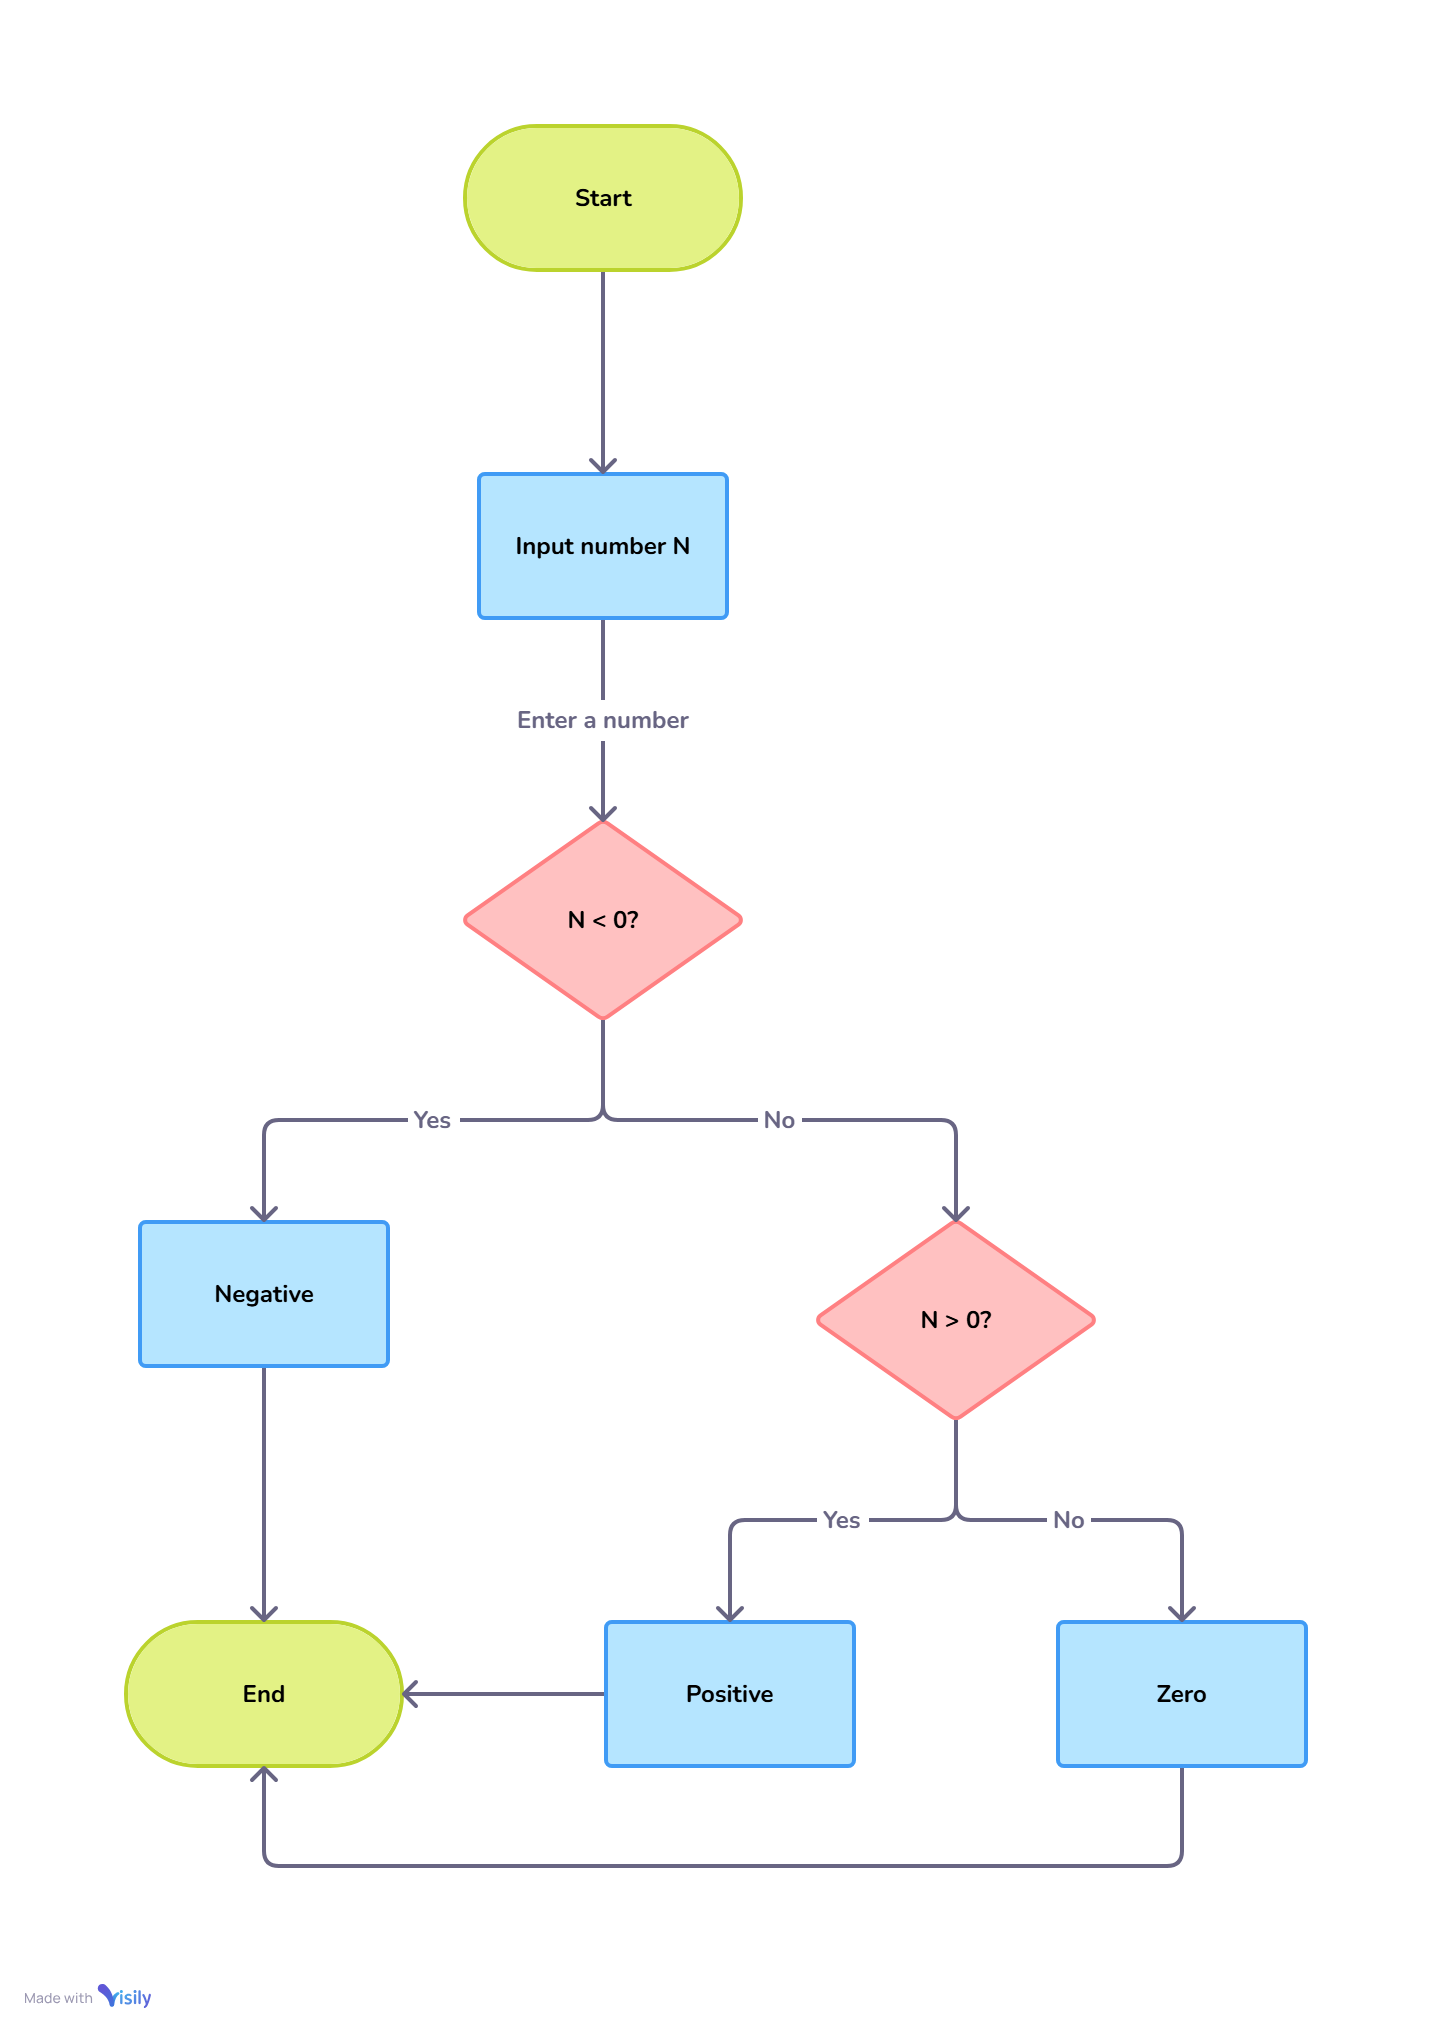 Start
Input number N
Enter a number
N < 0?
Yes
No
Negative
N > 0?
Yes
No
End
Positive
Zero
Made with Visily